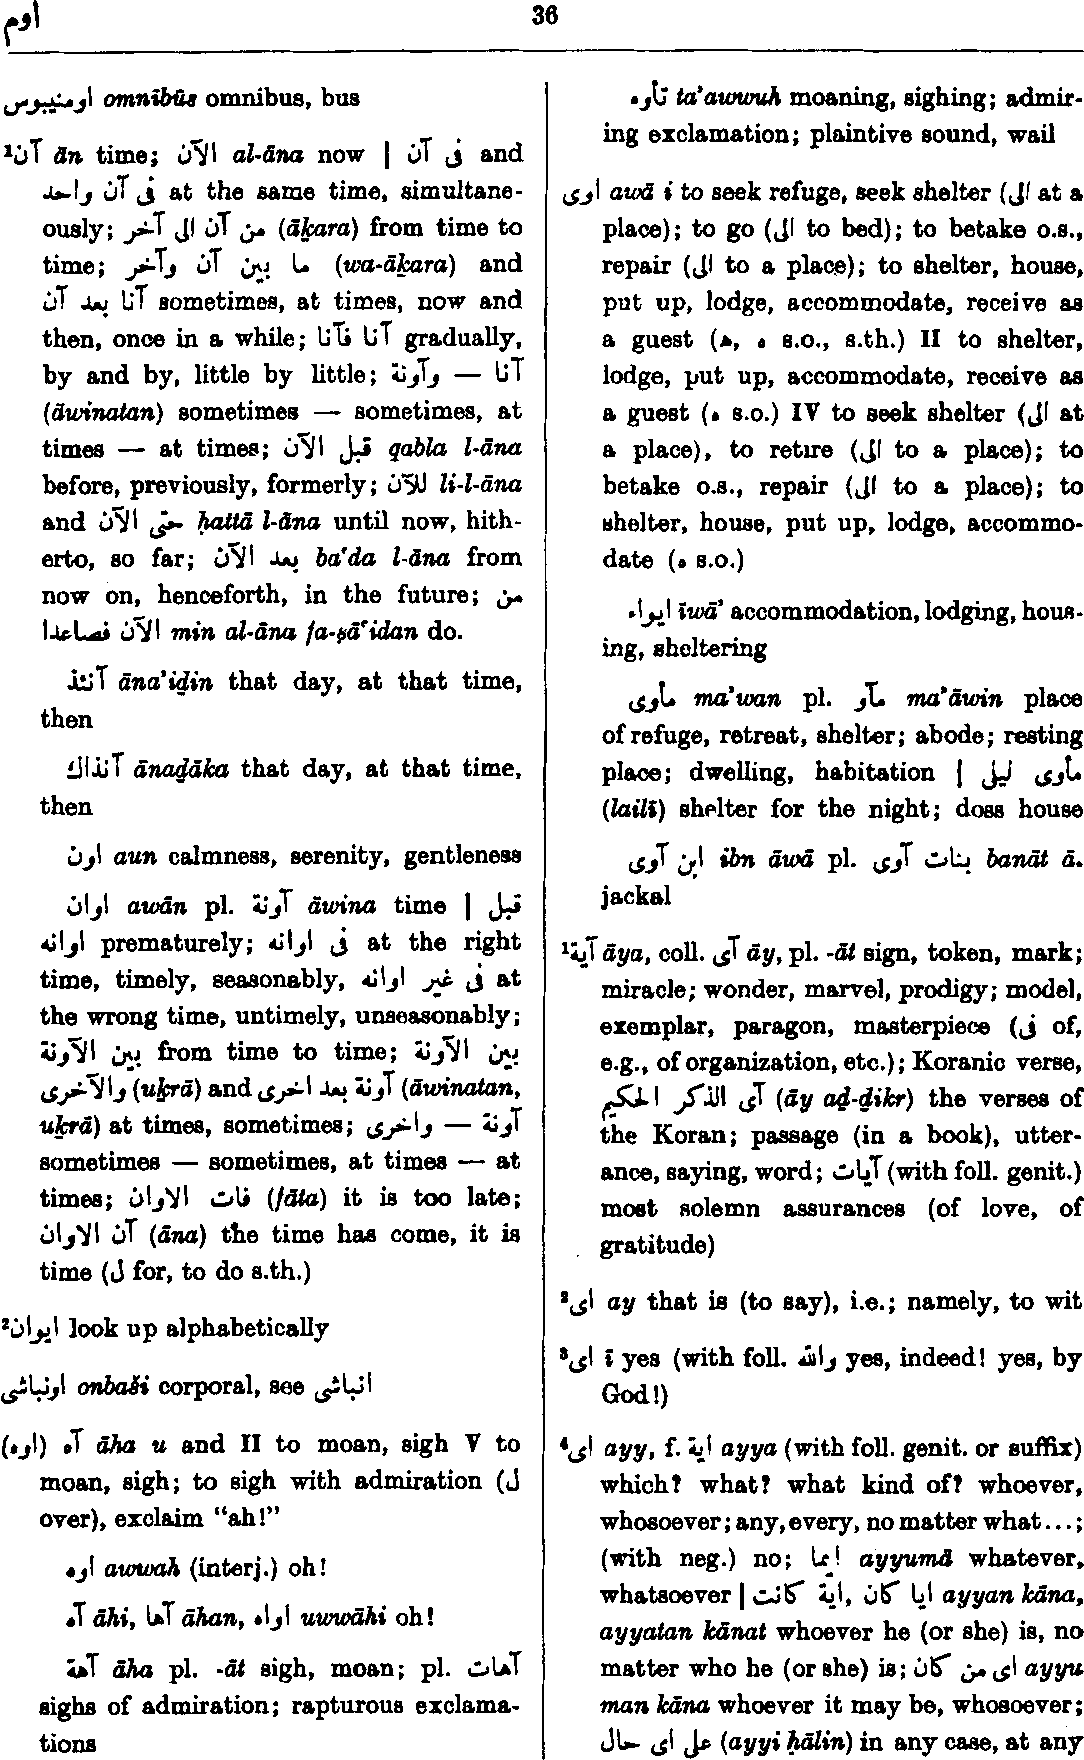 اوم
36
اومنيبوس omnībūs omnibus, bus
¹آن ān time; الآن al-āna now | فى آن and
فى آن واحد at the same time, simultane-
ously; من آن الى آخر (āḵara) from time to
time; ما بين آن وآخر (wa-āḵara) and
آنا بعد آن sometimes, at times, now and
then, once in a while; آنا فآنا gradually,
by and by, little by little; آنا — وآونة
(āwinatan) sometimes — sometimes, at
times — at times; قبل الآن qabla l-āna
before, previously, formerly; للآن li-l-āna
and حتى الآن ḥattā l-āna until now, hith-
erto, so far; بعد الآن ba‘da l-āna from
now on, henceforth, in the future; من
الآن فصاعدا min al-āna fa-ṣā‘idan do.
آنئذ āna’iḏin that day, at that time,
then
آنذاك ānaḏāka that day, at that time,
then
اون aun calmness, serenity, gentleness
اوان awān pl. آونة āwina time | قبل
اوانه prematurely; فى اوانه at the right
time, timely, seasonably, فى غير اوانه at
the wrong time, untimely, unseasonably;
بين الآونة from time to time; بين الآونة
والاخرى (uḵrā) and آونة بعد اخرى (āwinatan,
uḵrā) at times, sometimes; آونة — واخرى
sometimes — sometimes, at times — at
times; فات الاوان (fāta) it is too late;
آن الاوان (āna) the time has come, it is
time (ل for, to do s.th.)
²ايوان look up alphabetically
اونباشى onbaši corporal, see انباشى
(اوه) آه āha u and II to moan, sigh V to
moan, sigh; to sigh with admiration (ل
over), exclaim “ah!”
اوه awwah (interj.) oh!
آه āhi, آها āhan, اواه uwwāhi oh!
آهة āha pl. -āt sigh, moan; pl. آهات
sighs of admiration; rapturous exclama-
tions
تأوه ta’awwuh moaning, sighing; admir-
ing exclamation; plaintive sound, wail
اوى awā i to seek refuge, seek shelter (الى at a
place); to go (الى to bed); to betake o.s.,
repair (الى to a place); to shelter, house,
put up, lodge, accommodate, receive as
a guest (ه, ه s.o., s.th.) II to shelter,
lodge, put up, accommodate, receive as
a guest (ه s.o.) IV to seek shelter (الى at
a place), to retire (الى to a place); to
betake o.s., repair (الى to a place); to
shelter, house, put up, lodge, accommo-
date (ه s.o.)
ايواء īwā’ accommodation, lodging, hous-
ing, sheltering
مأوى ma’wan pl. مآو ma’āwin place
of refuge, retreat, shelter; abode; resting
place; dwelling, habitation | مأوى ليلى
(lailī) shelter for the night; doss house
ابن آوى ibn āwā pl. بنات آوى banāt ā.
jackal
¹آية āya, coll. آى āy, pl. -āt sign, token, mark;
miracle; wonder, marvel, prodigy; model,
exemplar, paragon, masterpiece (فى of,
e.g., of organization, etc.); Koranic verse,
آى الذكر الحكيم (āy aḏ-ḏikr) the verses of
the Koran; passage (in a book), utter-
ance, saying, word; آيات (with foll. genit.)
most solemn assurances (of love, of
gratitude)
²اى ay that is (to say), i.e.; namely, to wit
³اى ī yes (with foll. والله yes, indeed! yes, by
God!)
⁴اى ayy, f. اية ayya (with foll. genit. or suffix)
which? what? what kind of? whoever,
whosoever; any, every, no matter what...;
(with neg.) no; ايما ayyumā whatever,
whatsoever | ايا كان, اية كانت ayyan kāna,
ayyatan kānat whoever he (or she) is, no
matter who he (or she) is; اى من كان ayyu
man kāna whoever it may be, whosoever;
على اى حال (ayyi ḥālin) in any case, at any